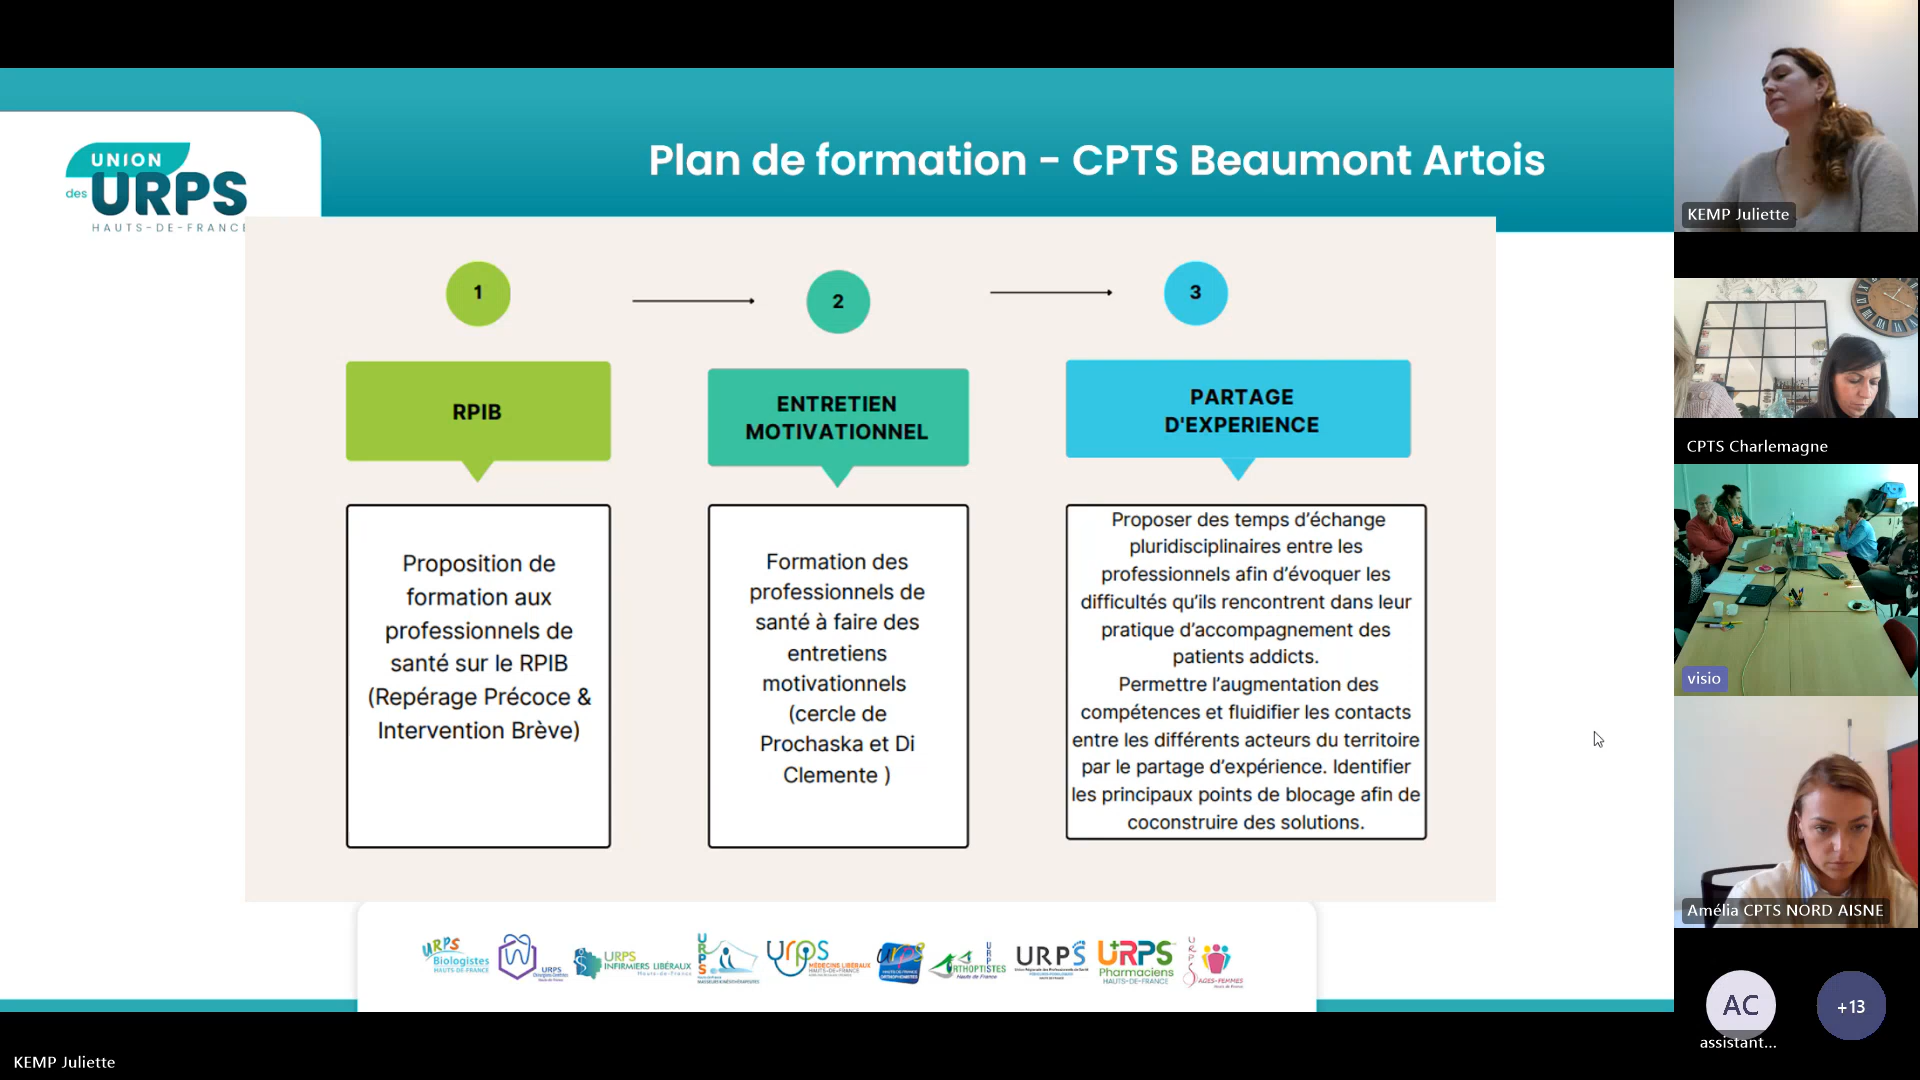 UNION
des URPS
HAUTS-DE-FRANCE
Plan de formation - CPTS Beaumont Artois
1
2
3
RPIB
ENTRETIEN
MOTIVATIONNEL
PARTAGE
D'EXPERIENCE
Proposition de
formation aux
professionnels de
santé sur le RPIB
(Repérage Précoce &
Intervention Brève)
Formation des
professionnels de
santé à faire des
entretiens
motivationnels
(cercle de
Prochaska et Di
Clemente )
Proposer des temps d’échange
pluridisciplinaires entre les
professionnels afin d’évoquer les
difficultés qu’ils rencontrent dans leur
pratique d’accompagnement des
patients addicts.
Permettre l’augmentation des
compétences et fluidifier les contacts
entre les différents acteurs du territoire
par le partage d’expérience. Identifier
les principaux points de blocage afin de
coconstruire des solutions.
URPS
Biologistes
HAUTS-DE-FRANCE
URPS
URPS
INFIRMIERS LIBÉRAUX
Hauts-de-France
URPS
urps
MÉDECINS LIBÉRAUX
HAUTS-DE-FRANCE
urps
URPS
ORTHOPTISTES
Hauts de France
URPS
URPS
Pharmaciens
HAUTS-DE-FRANCE
URPS
SAGES-FEMMES
KEMP Juliette
CPTS Charlemagne
visio
Amélia CPTS NORD AISNE
AC
assistant...
+13
KEMP Juliette